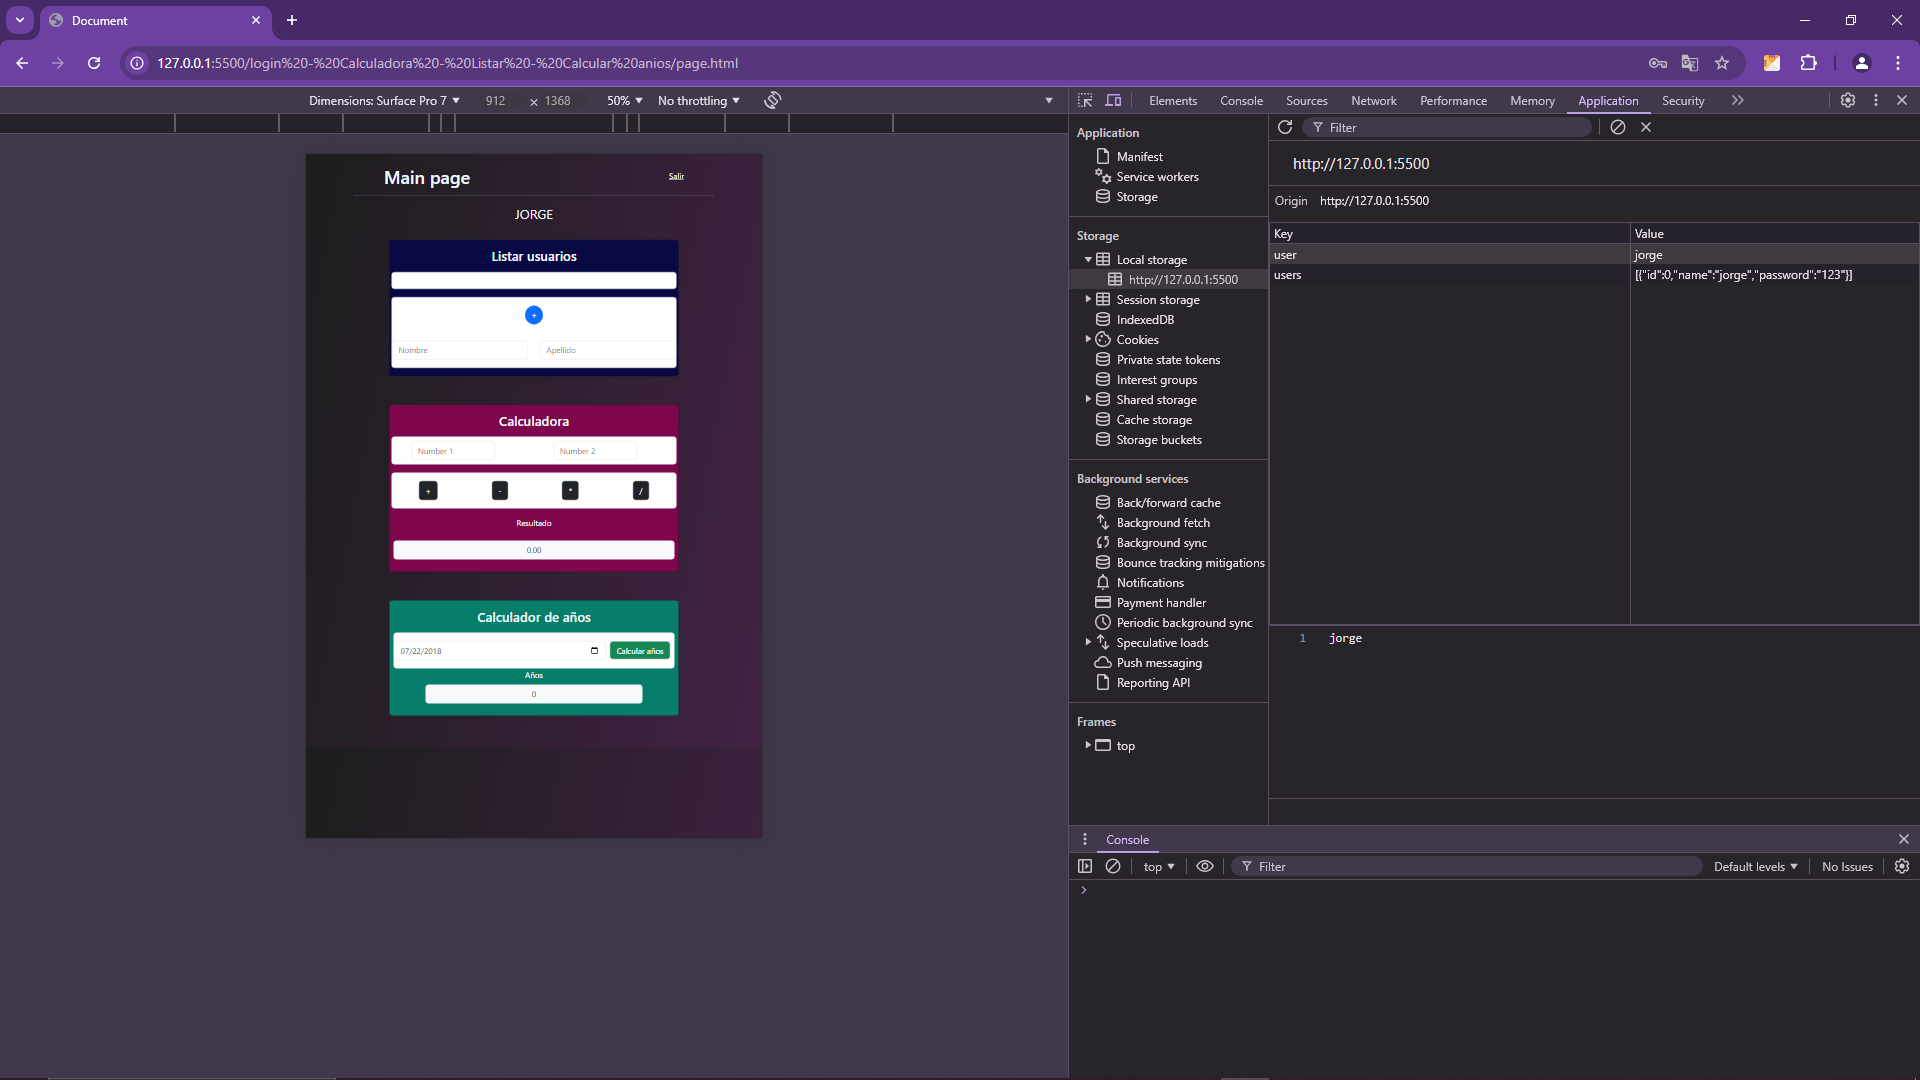 Document
127.0.0.1:5500/login%20-%20Calculadora%20-%20Listar%20-%20Calcular%20anios/page.html
Dimensions: Surface Pro 7 912 × 1368 50% No throttling
Elements Console Sources Network Performance Memory Application Security
Main page Salir
JORGE
Listar usuarios
+
Nombre Apellido
Calculadora
Number 1 Number 2
+ - * /
Resultado
0.00
Calculador de años
07/22/2018 Calcular años
Años
0
Application
Manifest
Service workers
Storage
Storage
Local storage
http://127.0.0.1:5500
Session storage
IndexedDB
Cookies
Private state tokens
Interest groups
Shared storage
Cache storage
Storage buckets
Background services
Back/forward cache
Background fetch
Background sync
Bounce tracking mitigations
Notifications
Payment handler
Periodic background sync
Speculative loads
Push messaging
Reporting API
Frames
top
Filter
http://127.0.0.1:5500
Origin http://127.0.0.1:5500
Key Value
user jorge
users [{"id":0,"name":"jorge","password":"123"}]
1 jorge
Console
top Filter Default levels No Issues